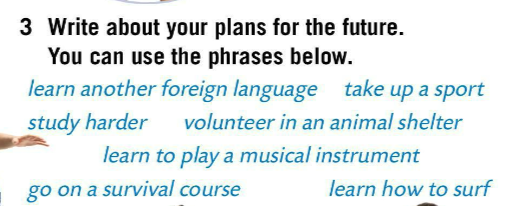 3 Write about your plans for the future.
You can use the phrases below.
learn another foreign language take up a sport
study harder volunteer in an animal shelter
learn to play a musical instrument
go on a survival course learn how to surf